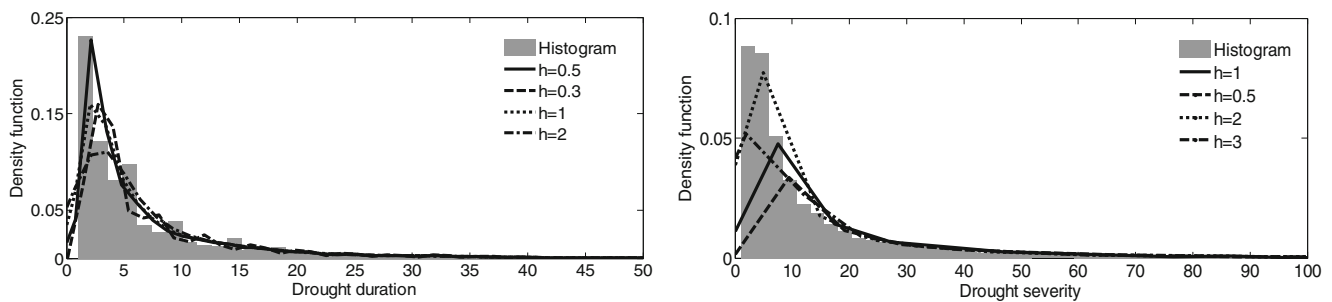 0.25
0.15
0.05
0
Density function
0 5 10 15 20 25 30 35 40 45 50
Drought duration
Histogram
h=0.5
h=0.3
h=1
h=2
0.1
0.05
0
Density function
0 10 20 30 40 50 60 70 80 90 100
Drought severity
Histogram
h=1
h=0.5
h=2
h=3